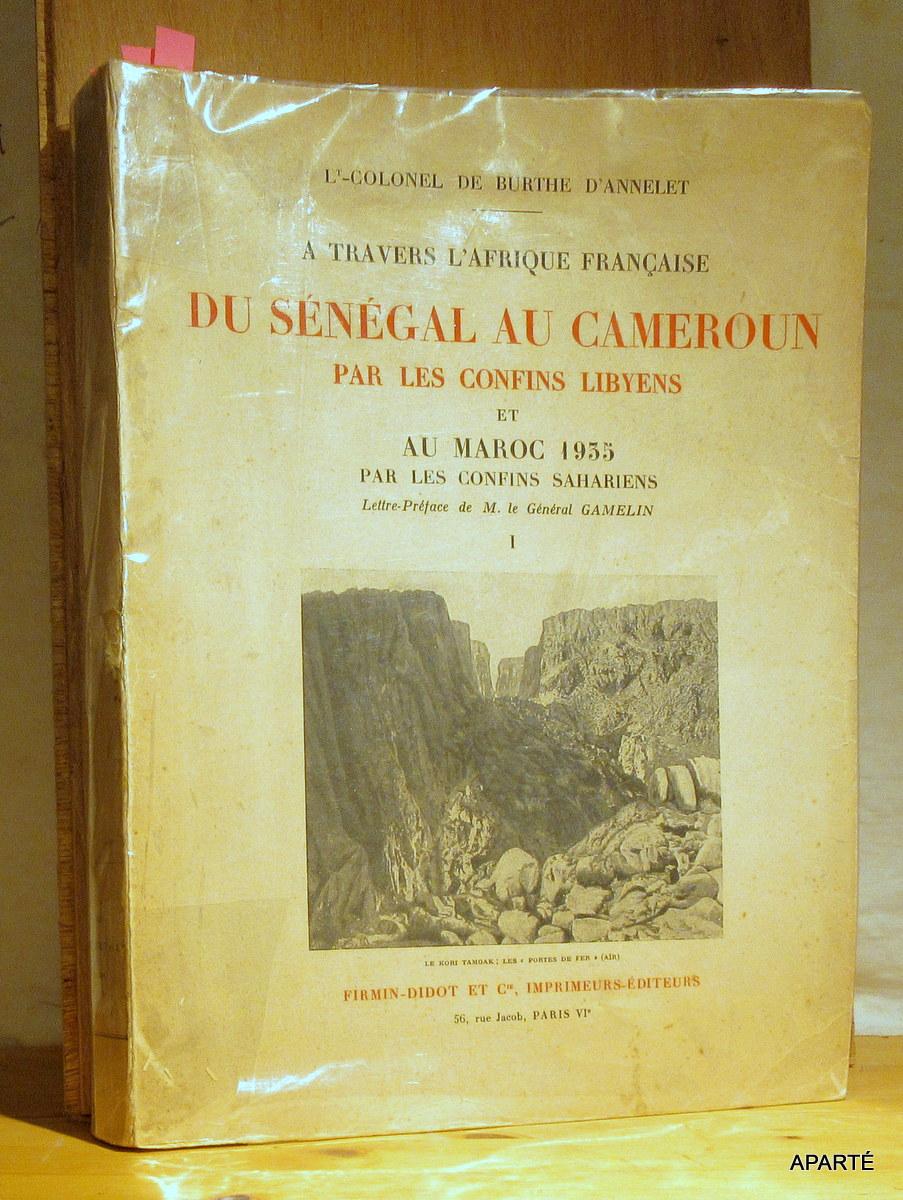 Lᵗ-COLONEL DE BURTHE D'ANNELET
A TRAVERS L'AFRIQUE FRANÇAISE
DU SÉNÉGAL AU CAMEROUN
PAR LES CONFINS LIBYENS
ET
AU MAROC 1935
PAR LES CONFINS SAHARIENS
Lettre-Préface de M. le Général GAMELIN
I
LE KORI TAMGAK ; LES « PORTES DE FER » (AÏR)
FIRMIN-DIDOT ET Cⁱᵉ, IMPRIMEURS-ÉDITEURS
56, rue Jacob, PARIS VIᵉ
APARTÉ